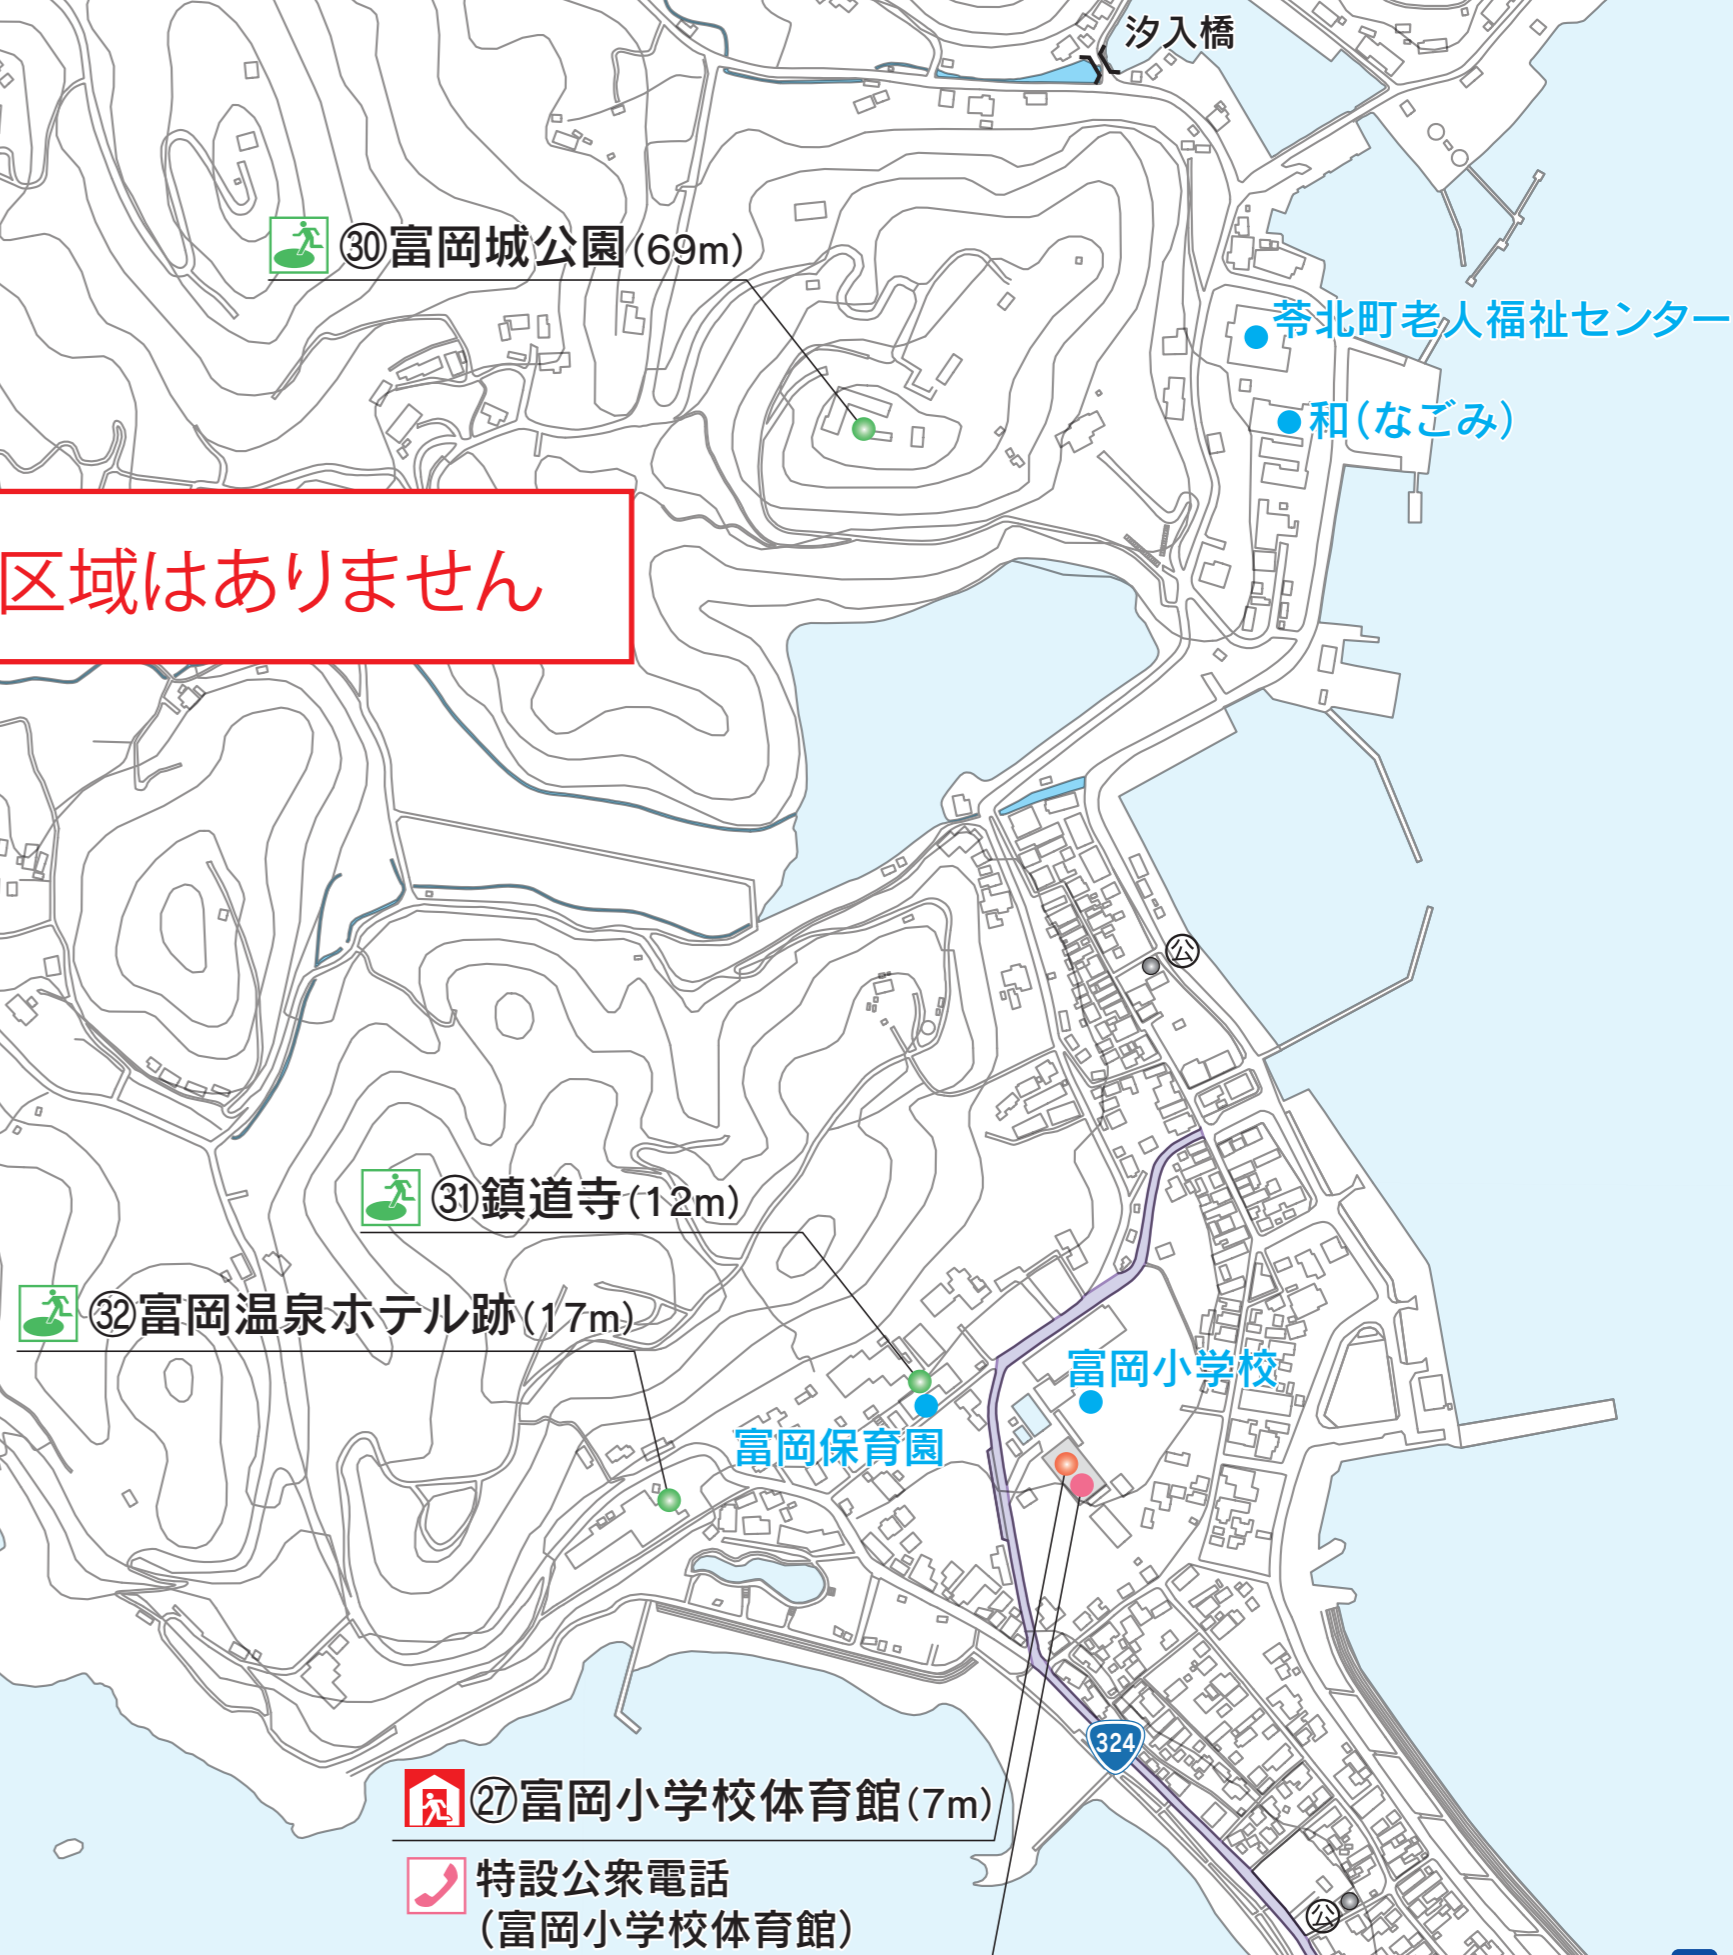 汐入橋
㉚富岡城公園(69m)
苓北町老人福祉センター
和(なごみ)
区域はありません
公
㉛鎮道寺(12m)
㉜富岡温泉ホテル跡(17m)
富岡小学校
富岡保育園
324
㉗富岡小学校体育館(7m)
特設公衆電話
(富岡小学校体育館)
公